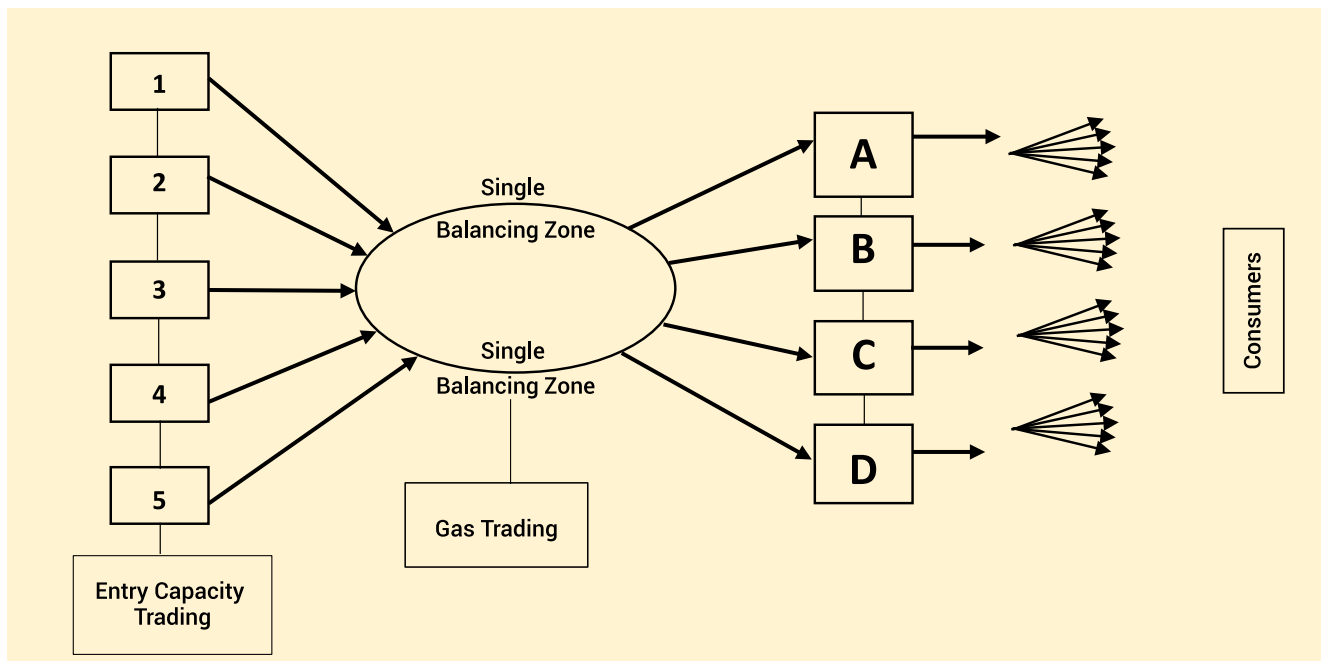 1
2
3
4
5
Entry Capacity
Trading
Single
Balancing Zone
Single
Balancing Zone
Gas Trading
A
B
C
D
Consumers